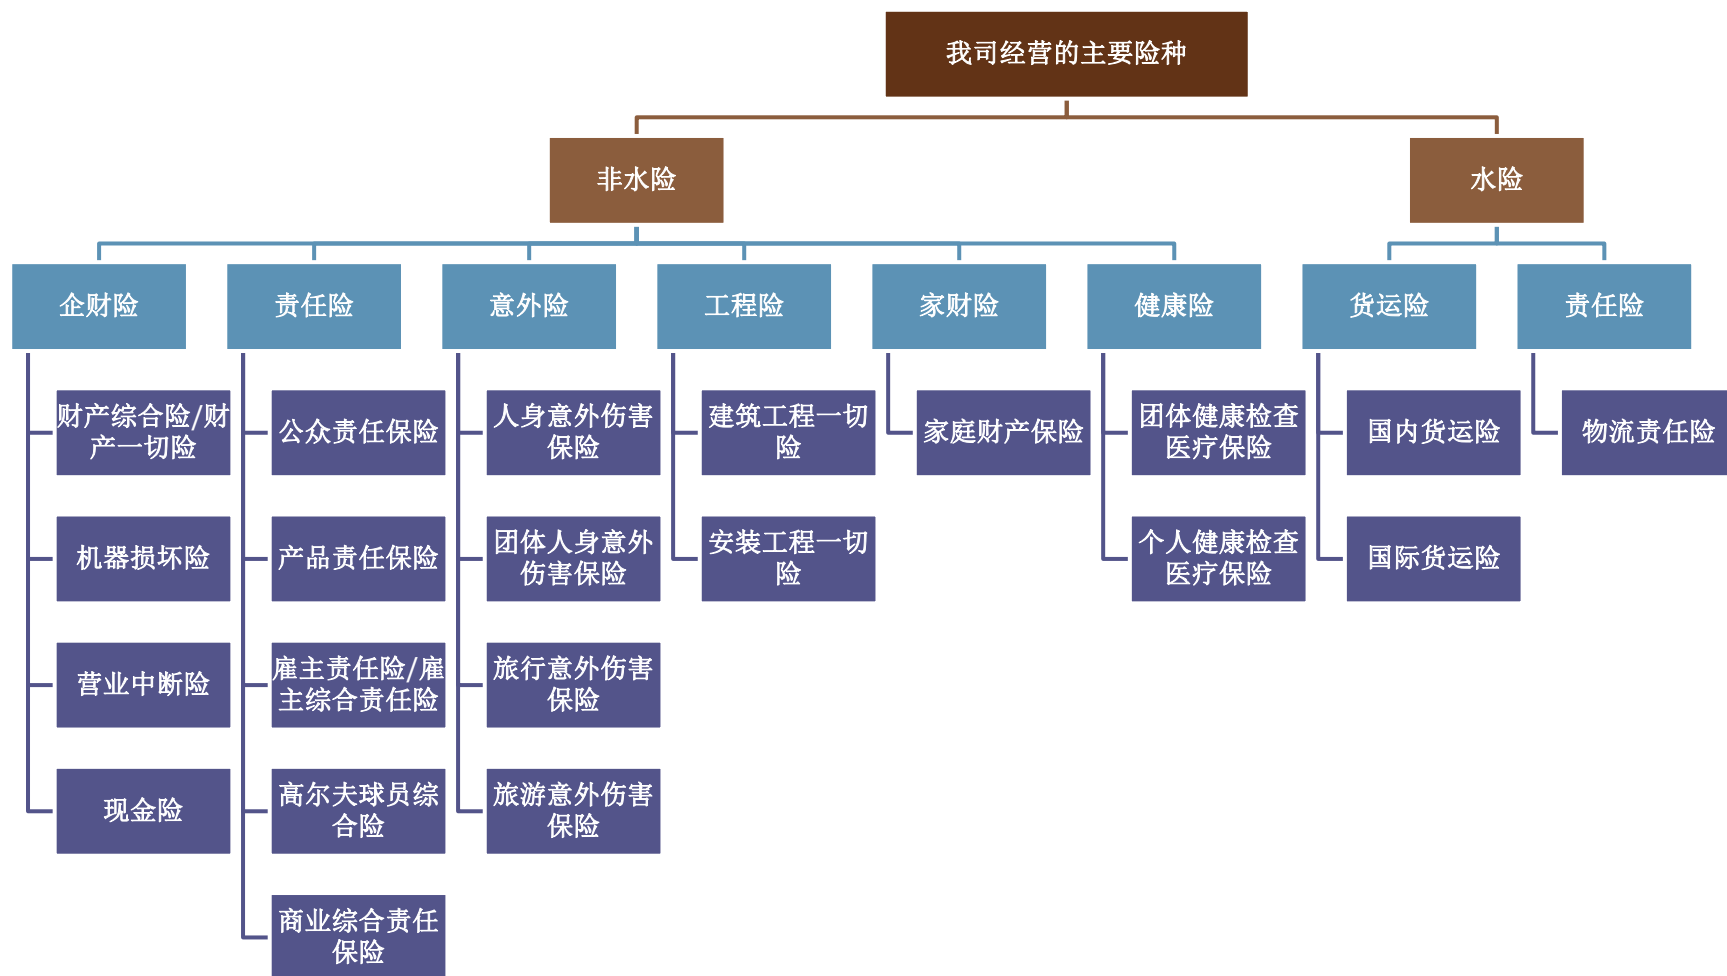 我司经营的主要险种
非水险
水险
企财险
责任险
意外险
工程险
家财险
健康险
货运险
责任险
财产综合险/财
产一切险
公众责任保险
人身意外伤害
保险
建筑工程一切
险
家庭财产保险
团体健康检查
医疗保险
国内货运险
物流责任险
机器损坏险
产品责任保险
团体人身意外
伤害保险
安装工程一切
险
个人健康检查
医疗保险
国际货运险
营业中断险
雇主责任险/雇
主综合责任险
旅行意外伤害
保险
现金险
高尔夫球员综
合险
旅游意外伤害
保险
商业综合责任
保险